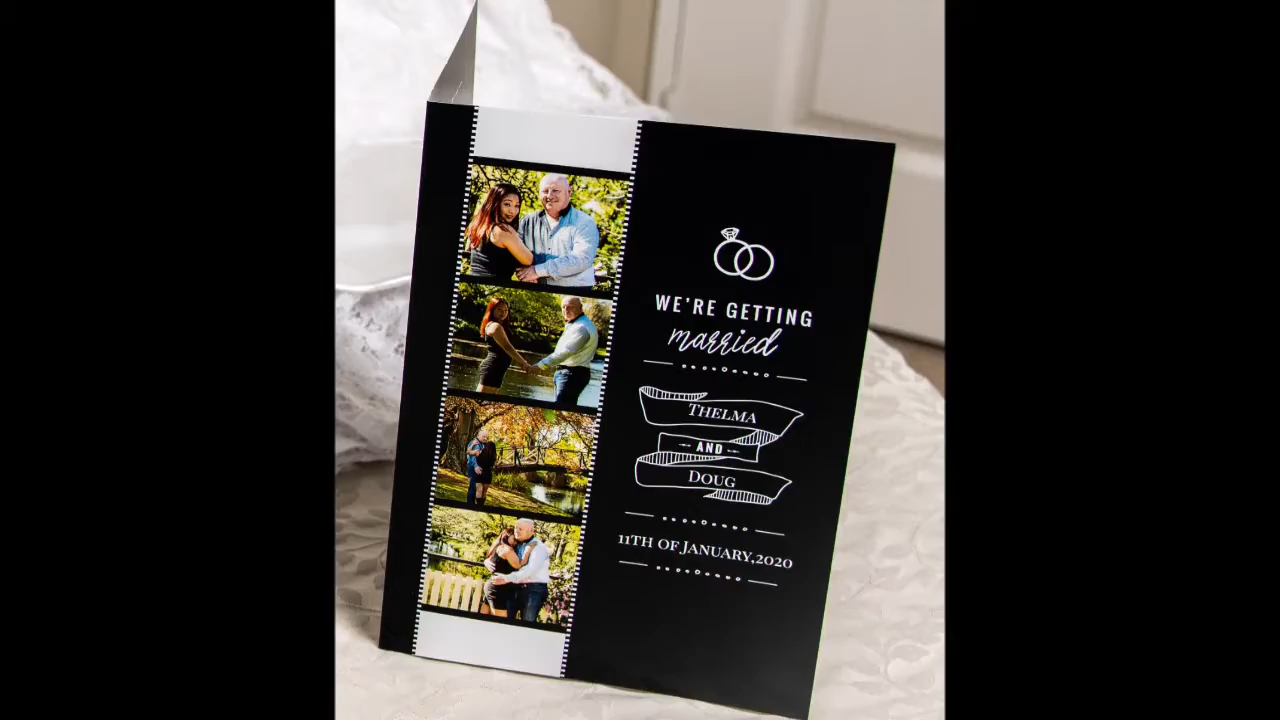 WE'RE GETTING
married
THELMA
AND
DOUG
11TH OF JANUARY,2020